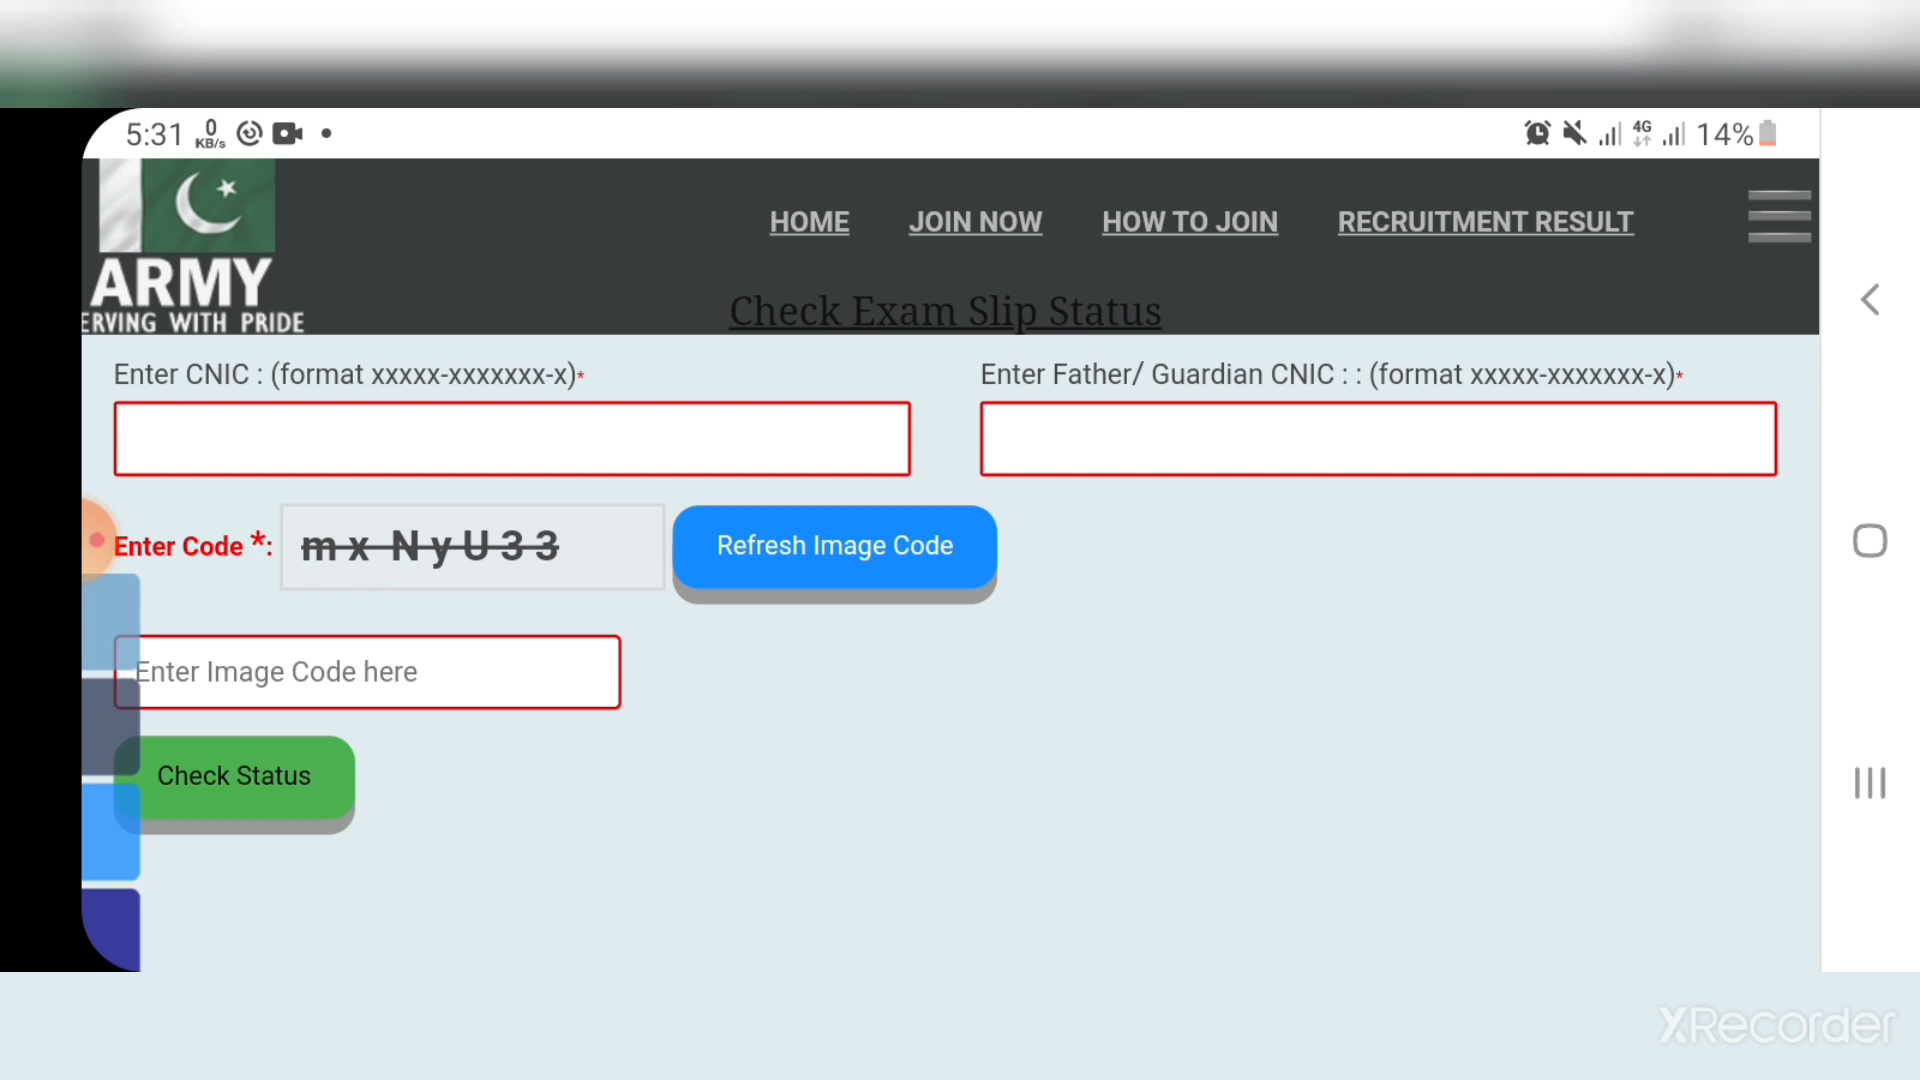 5:31 0 KB/s 4G 14%
HOME JOIN NOW HOW TO JOIN RECRUITMENT RESULT
ARMY
ERVING WITH PRIDE
Check Exam Slip Status
Enter CNIC : (format xxxxx-xxxxxxx-x)* Enter Father/ Guardian CNIC : : (format xxxxx-xxxxxxx-x)*
Enter Code *: m x N y U 3 3 Refresh Image Code
Enter Image Code here
Check Status
XRecorder